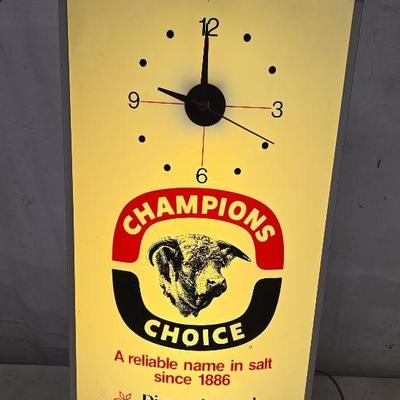 12
9
3
6
CHAMPIONS
CHOICE
A reliable name in salt
since 1886